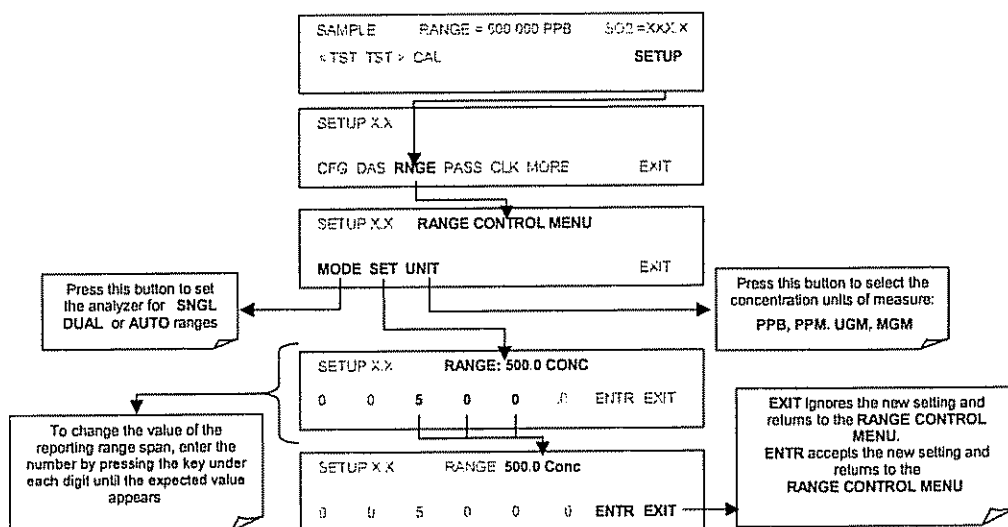 SAMPLE RANGE = 500.000 PPB SO2 =XXX.X
< TST TST > CAL SETUP
SETUP X.X
CFG DAS RNGE PASS CLK MORE EXIT
SETUP X.X RANGE CONTROL MENU
MODE SET UNIT EXIT
Press this button to set
the analyzer for SNGL
DUAL or AUTO ranges
Press this button to select the
concentration units of measure:
PPB, PPM. UGM, MGM
SETUP X.X RANGE: 500.0 CONC
0 0 5 0 0 .0 ENTR EXIT
To change the value of the
reporting range span, enter the
number by pressing the key under
each digit until the expected value
appears
SETUP X.X RANGE 500.0 Conc
0 0 5 0 0 0 ENTR EXIT
EXIT Ignores the new setting and
returns to the RANGE CONTROL
MENU.
ENTR accepts the new setting and
returns to the
RANGE CONTROL MENU